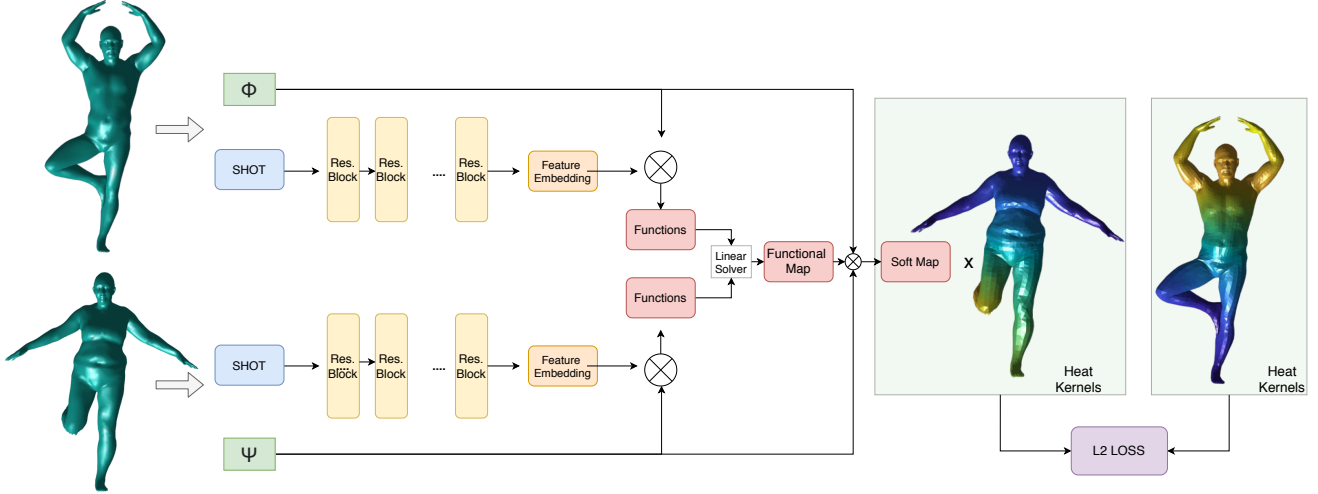 Φ
SHOT
Res.
Block
Res.
Block
....
Res.
Block
Feature
Embedding
Functions
Linear
Solver
Functional
Map
Soft Map
X
Functions
SHOT
Res.
....
Block
Res.
Block
....
Res.
Block
Feature
Embedding
Ψ
Heat
Kernels
Heat
Kernels
L2 LOSS